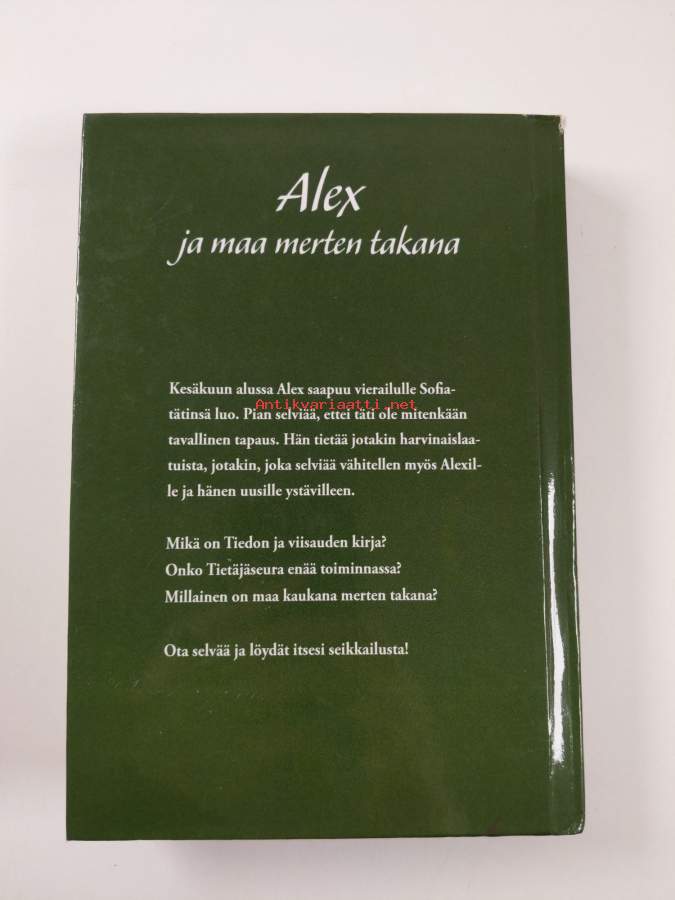 Alex
ja maa merten takana
Kesäkuun alussa Alex saapuu vierailulle Sofia-
Antikvariaatti.net
tätinsä luo. Pian selviää, ettei täti ole mitenkään
tavallinen tapaus. Hän tietää jotakin harvinaislaa-
tuista, jotakin, joka selviää vähitellen myös Alexil-
le ja hänen uusille ystävilleen.
Mikä on Tiedon ja viisauden kirja?
Onko Tietäjäseura enää toiminnassa?
Millainen on maa kaukana merten takana?
Ota selvää ja löydät itsesi seikkailusta!